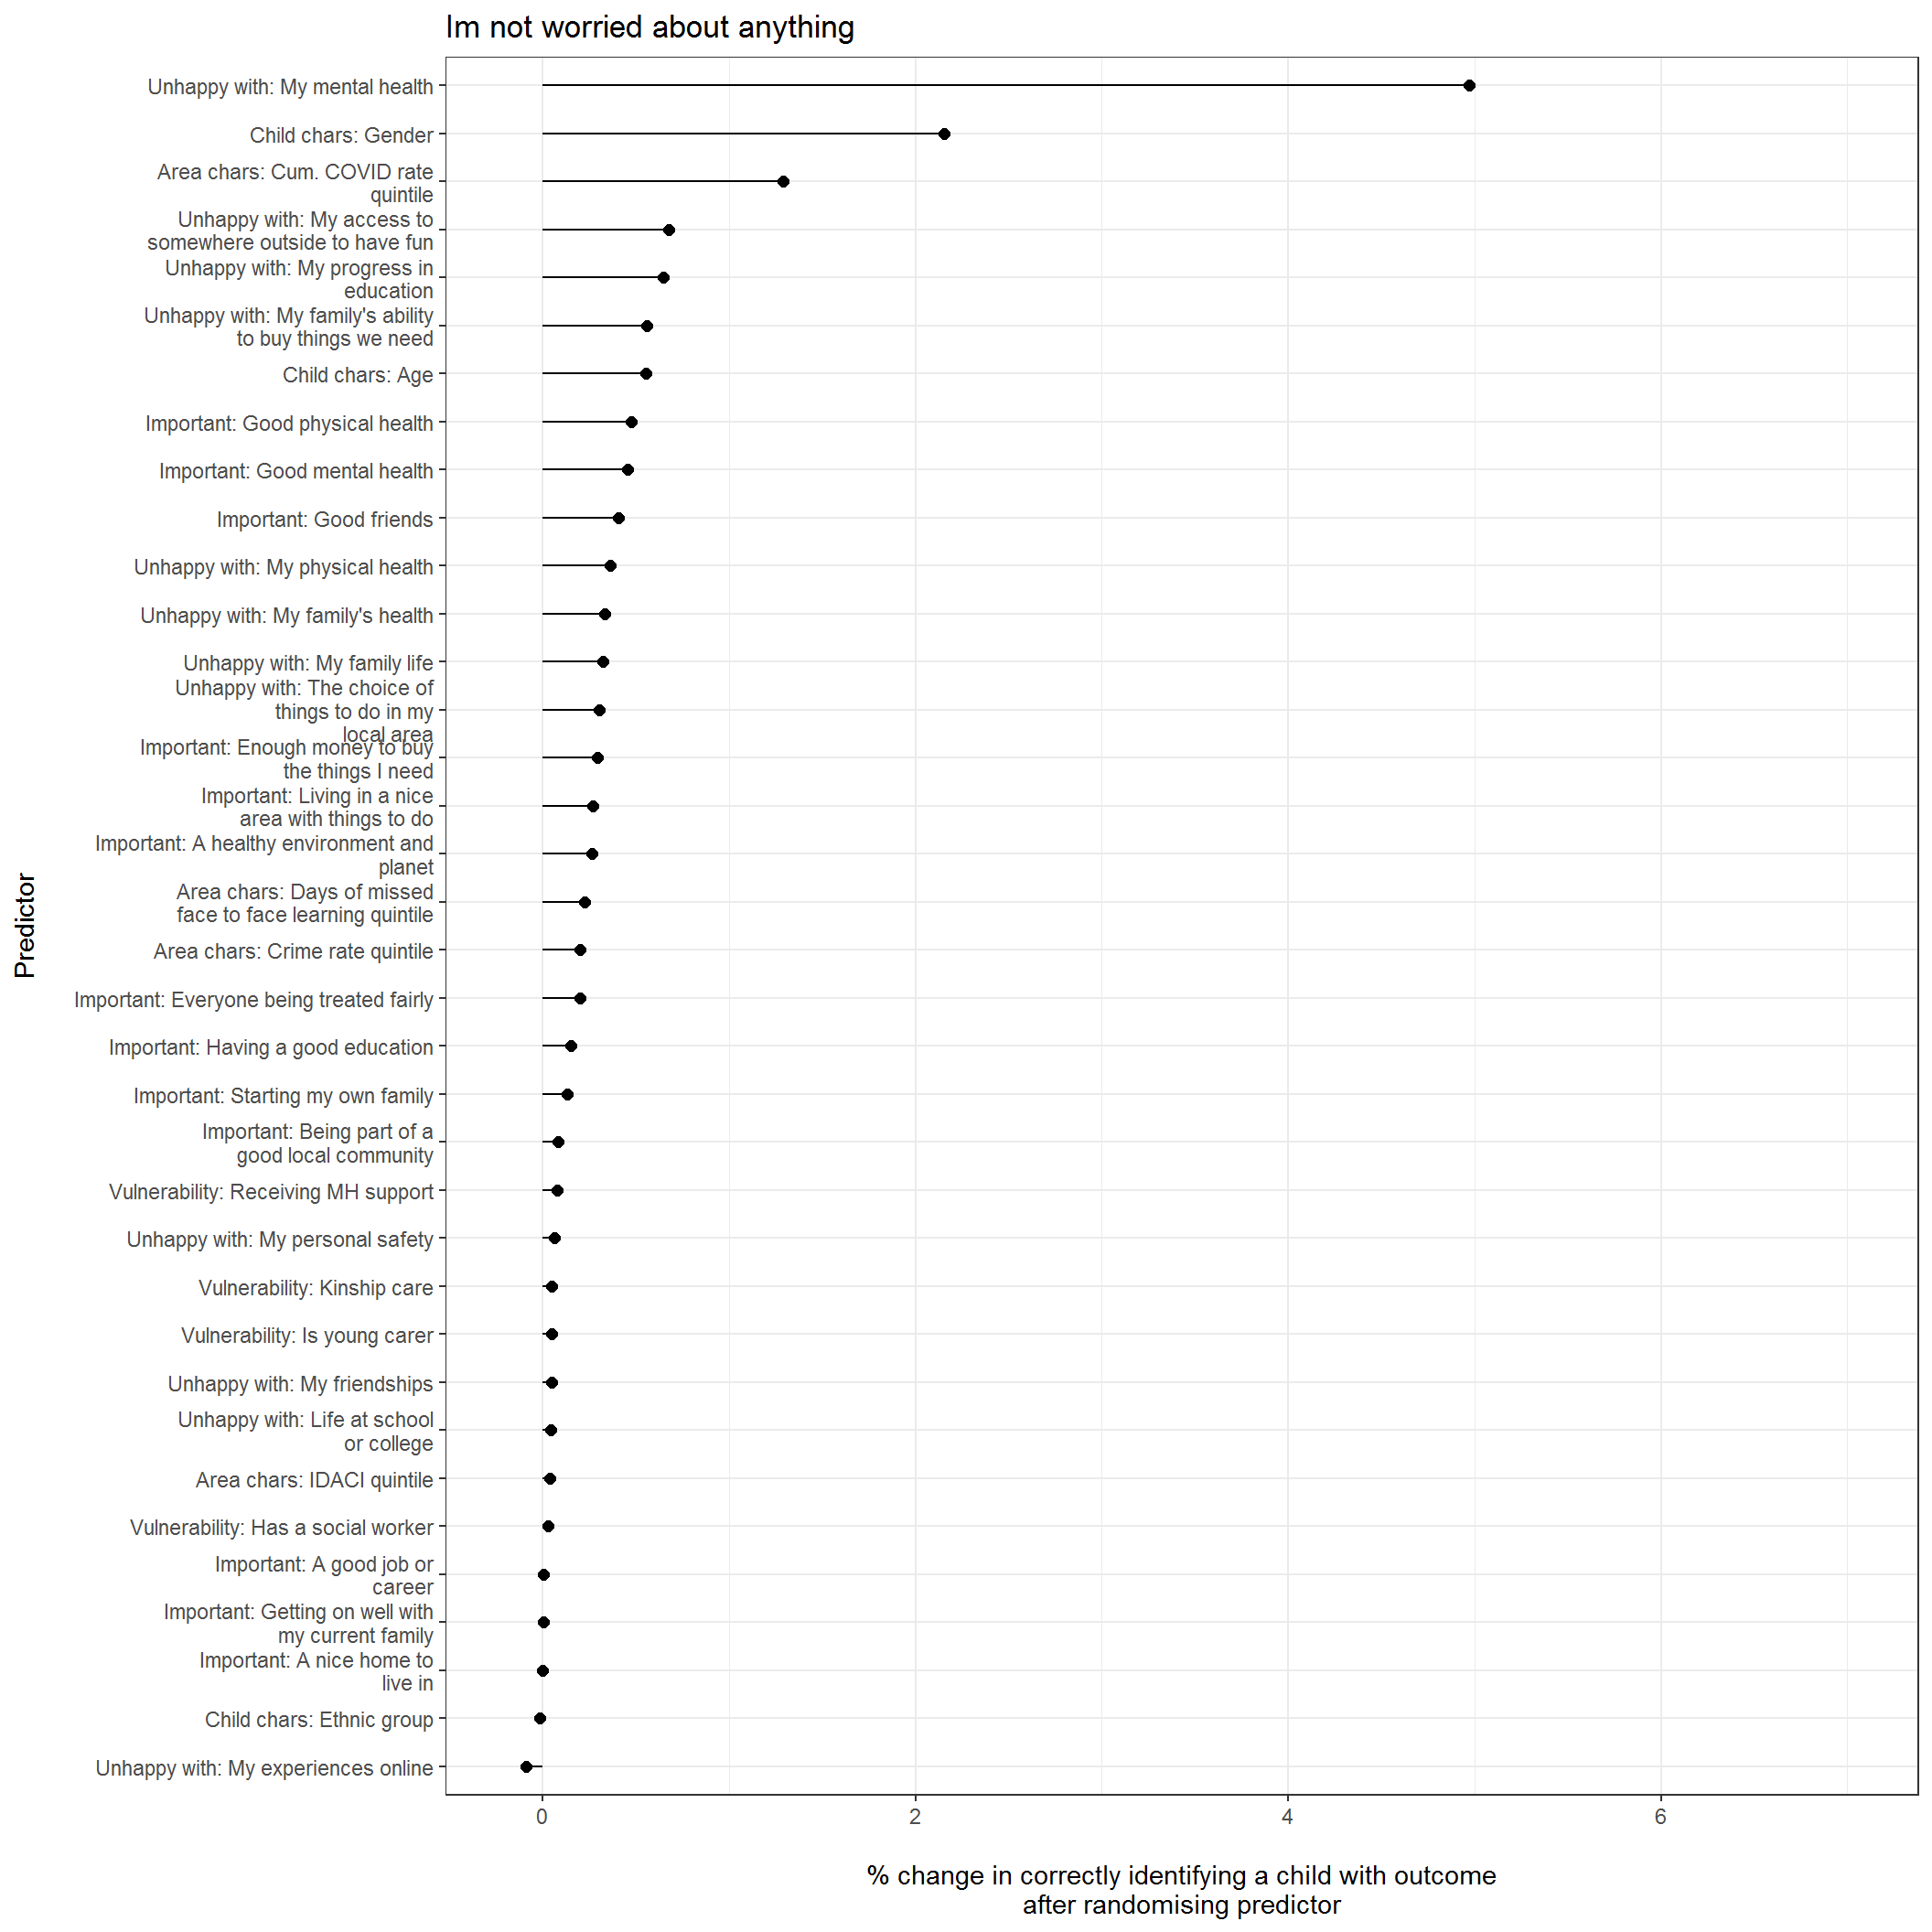 Im not worried about anything
Unhappy with: My mental health
Child chars: Gender
Area chars: Cum. COVID rate
quintile
Unhappy with: My access to
somewhere outside to have fun
Unhappy with: My progress in
education
Unhappy with: My family's ability
to buy things we need
Child chars: Age
Important: Good physical health
Important: Good mental health
Important: Good friends
Unhappy with: My physical health
Unhappy with: My family's health
Unhappy with: My family life
Unhappy with: The choice of
things to do in my
local area
Important: Enough money to buy
the things I need
Important: Living in a nice
area with things to do
Important: A healthy environment and
planet
Area chars: Days of missed
face to face learning quintile
Area chars: Crime rate quintile
Important: Everyone being treated fairly
Important: Having a good education
Important: Starting my own family
Important: Being part of a
good local community
Vulnerability: Receiving MH support
Unhappy with: My personal safety
Vulnerability: Kinship care
Vulnerability: Is young carer
Unhappy with: My friendships
Unhappy with: Life at school
or college
Area chars: IDACI quintile
Vulnerability: Has a social worker
Important: A good job or
career
Important: Getting on well with
my current family
Important: A nice home to
live in
Child chars: Ethnic group
Unhappy with: My experiences online
Predictor
0 2 4 6
% change in correctly identifying a child with outcome
after randomising predictor